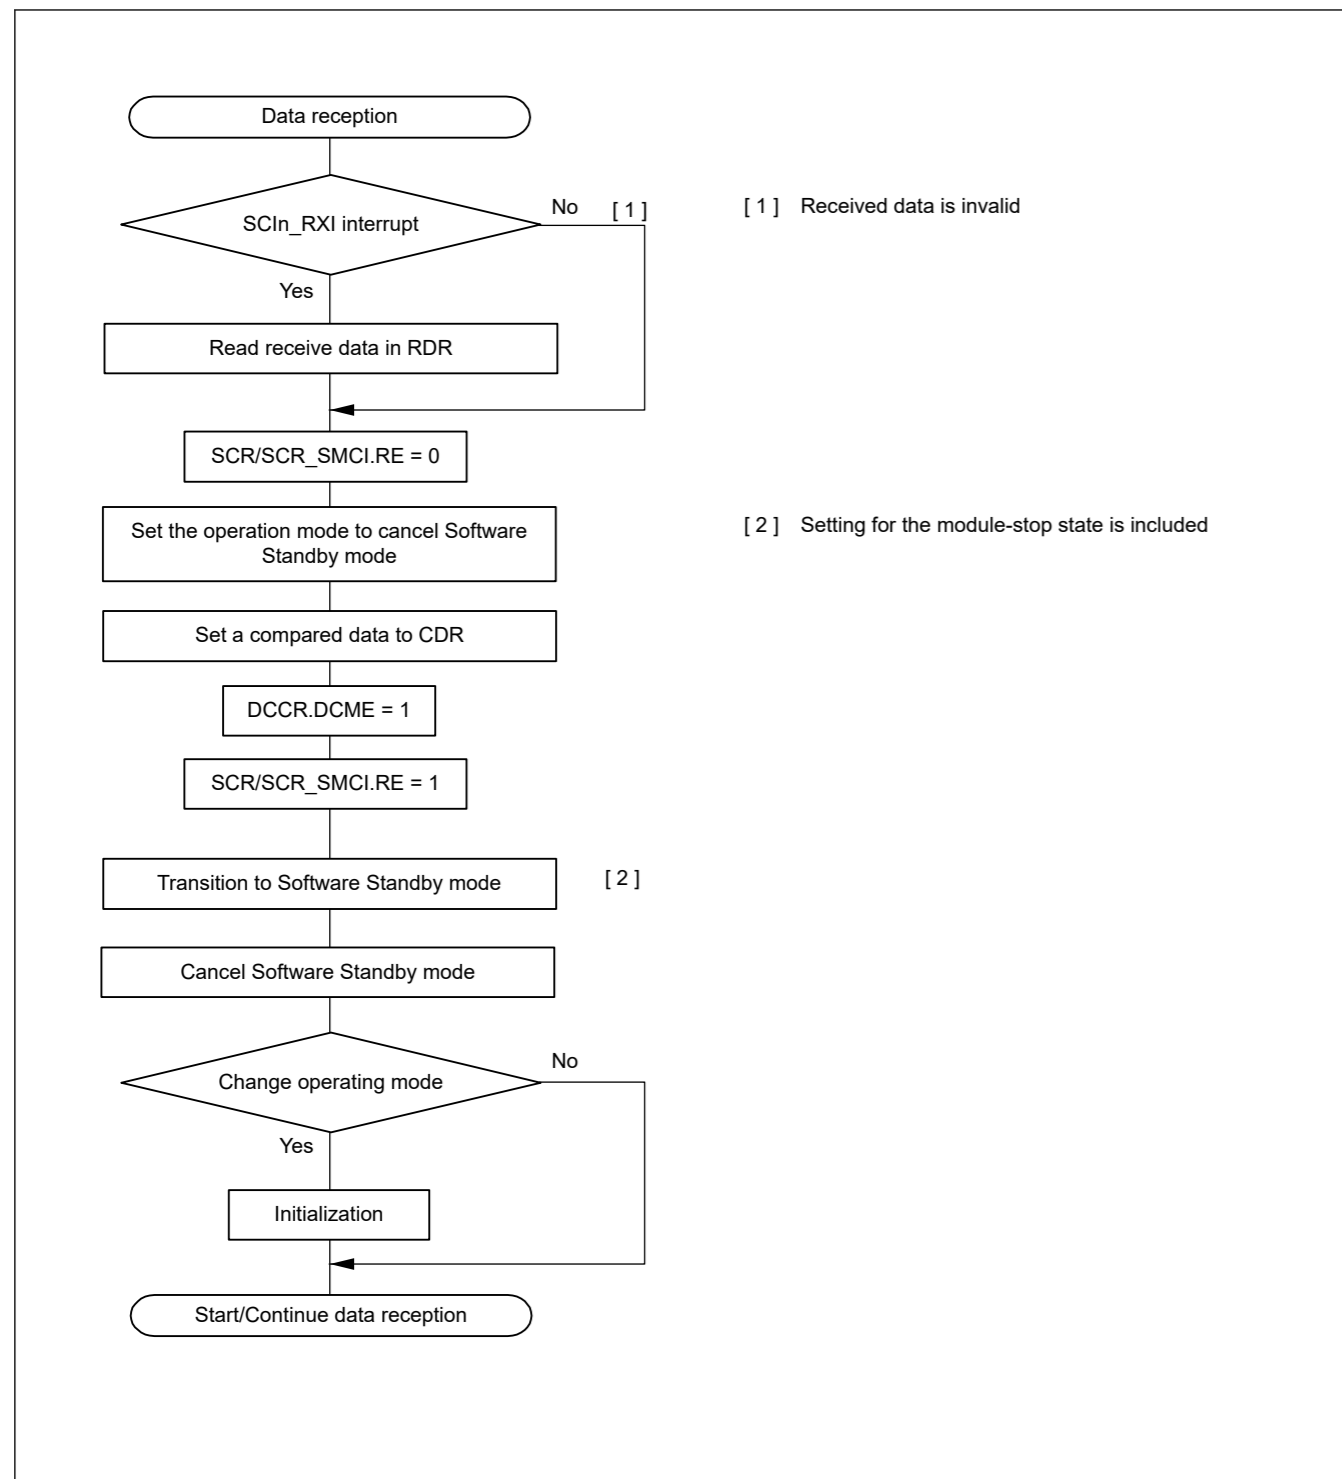 Data reception
SCIn_RXI interrupt
No
[ 1 ]
[ 1 ] Received data is invalid
Yes
Read receive data in RDR
SCR/SCR_SMCI.RE = 0
Set the operation mode to cancel Software
Standby mode
[ 2 ] Setting for the module-stop state is included
Set a compared data to CDR
DCCR.DCME = 1
SCR/SCR_SMCI.RE = 1
Transition to Software Standby mode
[ 2 ]
Cancel Software Standby mode
Change operating mode
No
Yes
Initialization
Start/Continue data reception